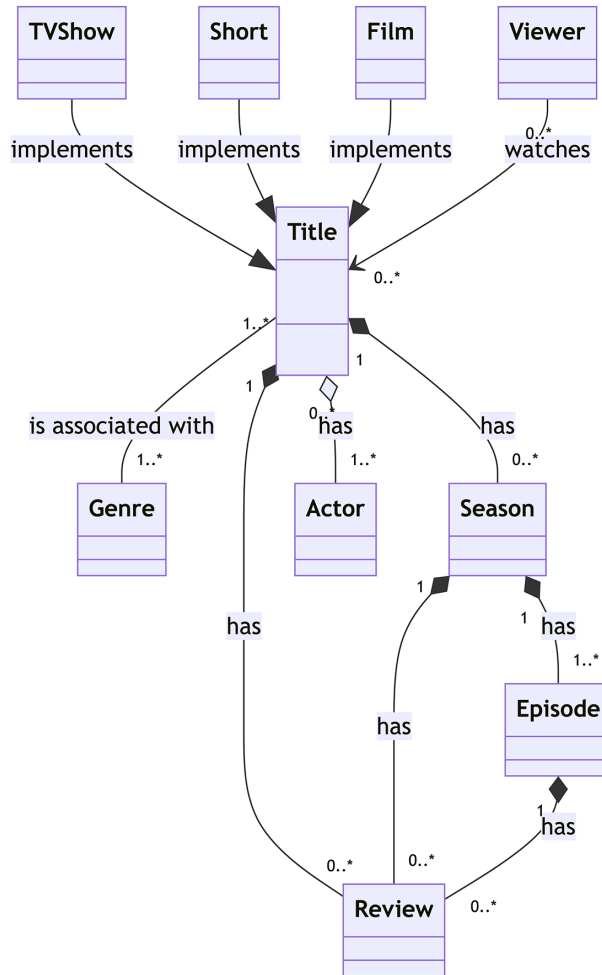 TVShow
Short
Film
Viewer
0..*
implements
implements
implements
watches
Title
0..*
1..*
1
1
0..*
is associated with
has
has
1..*
1..*
0..*
Genre
Actor
Season
1
1
has
has
1..*
Episode
has
1
has
0..*
0..*
0..*
Review